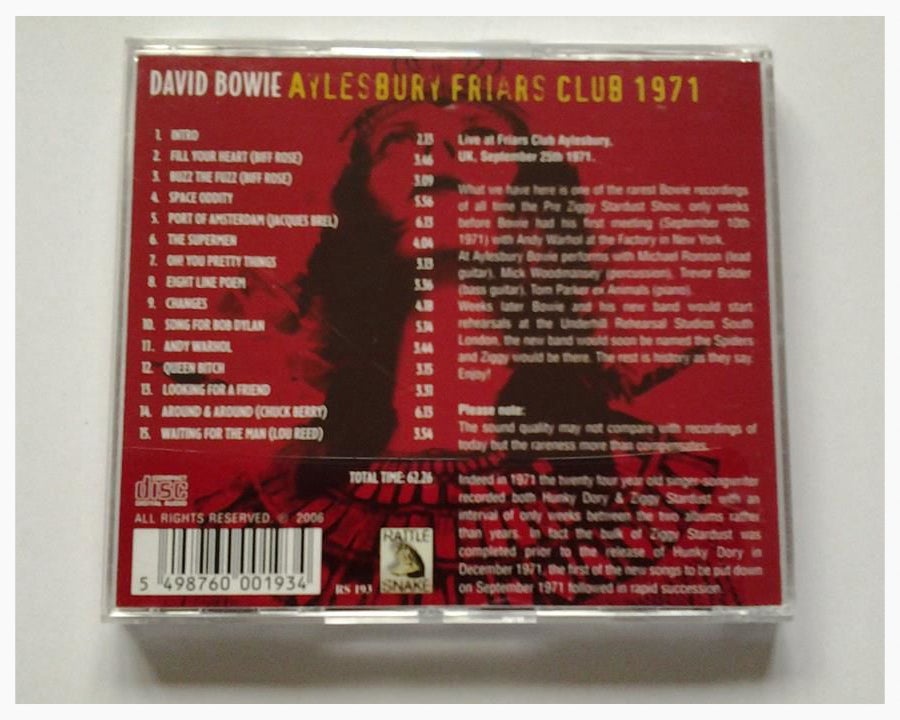 DAVID BOWIE AYLESBURY FRIARS CLUB 1971
1. INTRO 2.23
2. FILL YOUR HEART (BIFF ROSE) 3.46
3. BUZZ THE FUZZ (BIFF ROSE) 3.09
4. SPACE ODDITY 5.56
5. PORT OF AMSTERDAM (JACQUES BREL) 6.13
6. THE SUPERMEN 4.04
7. OH! YOU PRETTY THINGS 3.13
8. EIGHT LINE POEM 3.36
9. CHANGES 4.18
10. SONG FOR BOB DYLAN 5.14
11. ANDY WARHOL 3.44
12. QUEEN BITCH 3.15
13. LOOKING FOR A FRIEND 3.31
14. AROUND & AROUND (CHUCK BERRY) 6.13
15. WAITING FOR THE MAN (LOU REED) 3.54
TOTAL TIME: 62.26
Live at Friars Club Aylesbury.
UK, September 25th 1971.
What we have here is one of the rarest Bowie recordings
of all time the Pre Ziggy Stardust Show, only weeks
before Bowie had his first meeting (September 10th
1971) with Andy Warhol at the Factory in New York.
At Aylesbury Bowie performs with Michael Ronson (lead
guitar), Mick Woodmansey (percussion), Trevor Bolder
(bass guitar), Tom Parker ex Animals (piano).
Weeks later Bowie and his new band would start
rehearsals at the Underhill Rehearsal Studios South
London, the new band would soon be named the Spiders
and Ziggy would be there. The rest is history as they say.
Enjoy!
Please note:
The sound quality may not compare with recordings of
today but the rareness more than compensates.
Indeed in 1971 the twenty four year old singer-songwriter
recorded both Hunky Dory & Ziggy Stardust with an
interval of only weeks between the two albums rather
than years. In fact the bulk of Ziggy Stardust was
completed prior to the release of Hunky Dory in
December 1971, the first of the new songs to be put down
on September 1971 followed in rapid succession.
COMPACT
disc
DIGITAL AUDIO
ALL RIGHTS RESERVED. © 2006
5 498760 001934
RS 193
RATTLE
SNAKE